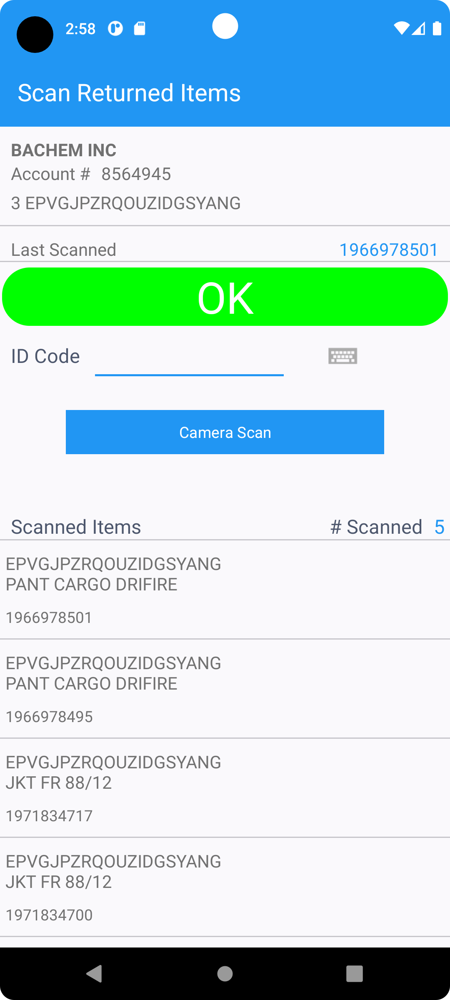 2:58
Scan Returned Items
BACHEM INC
Account # 8564945
3 EPVGJPZRQOUZIDGSYANG
Last Scanned 1966978501
OK
ID Code
Camera Scan
Scanned Items # Scanned 5
EPVGJPZRQOUZIDGSYANG
PANT CARGO DRIFIRE
1966978501
EPVGJPZRQOUZIDGSYANG
PANT CARGO DRIFIRE
1966978495
EPVGJPZRQOUZIDGSYANG
JKT FR 88/12
1971834717
EPVGJPZRQOUZIDGSYANG
JKT FR 88/12
1971834700